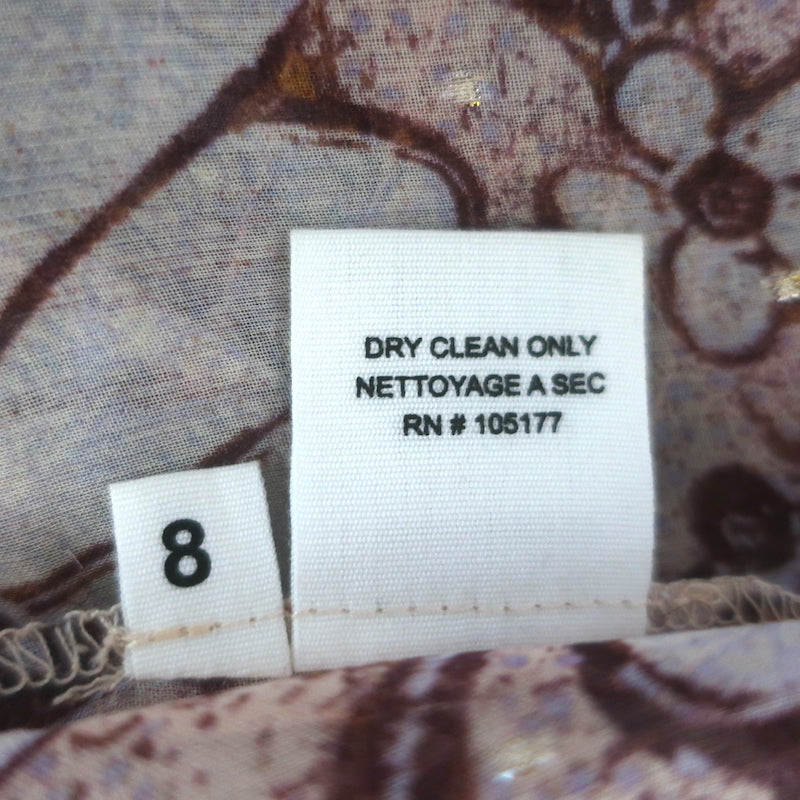 DRY CLEAN ONLY
NETTOYAGE A SEC
RN # 105177
8